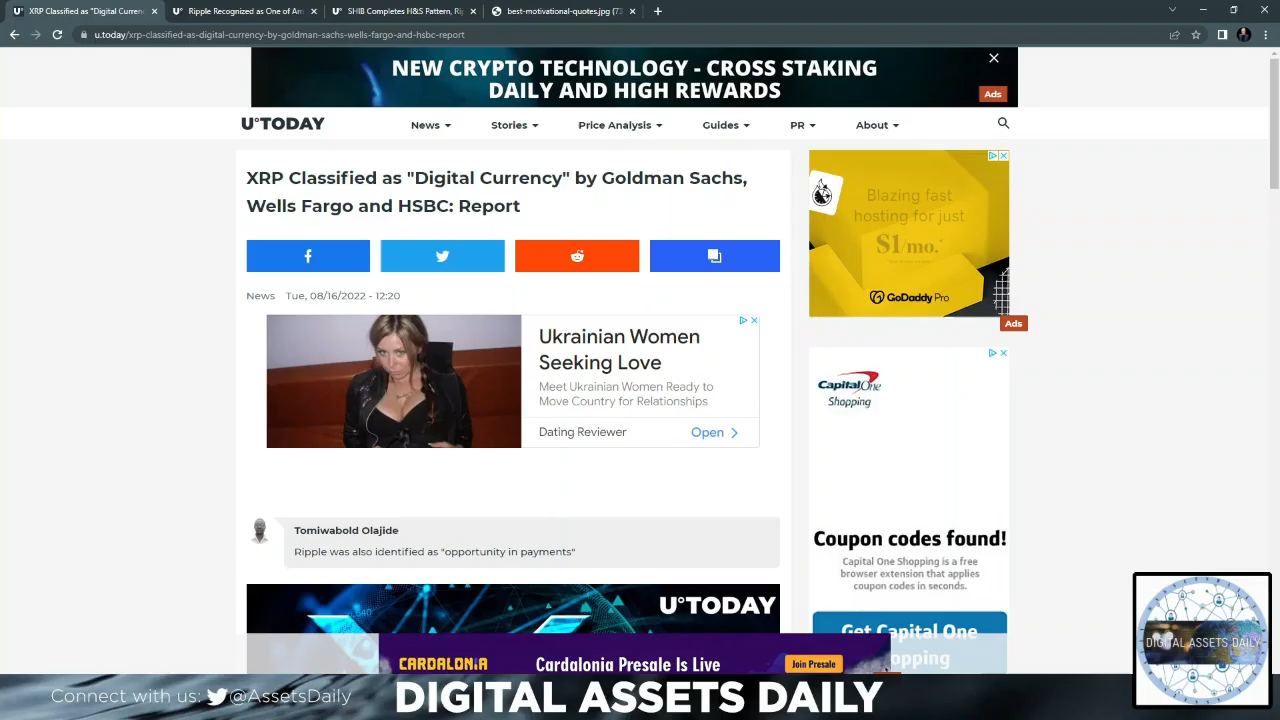 XRP Classified as "Digital Curren
Ripple Recognized as One of Am
SHIB Completes H&S Pattern, Rip
best-motivational-quotes.jpg (73
u.today/xrp-classified-as-digital-currency-by-goldman-sachs-wells-fargo-and-hsbc-report
NEW CRYPTO TECHNOLOGY - CROSS STAKING
DAILY AND HIGH REWARDS
Ads
U°TODAY
News
Stories
Price Analysis
Guides
PR
About
XRP Classified as "Digital Currency" by Goldman Sachs,
Wells Fargo and HSBC: Report
News Tue, 08/16/2022 - 12:20
Ukrainian Women
Seeking Love
Meet Ukrainian Women Ready to
Move Country for Relationships
Dating Reviewer
Open
Tomiwabold Olajide
Ripple was also identified as "opportunity in payments"
U°TODAY
Blazing fast
hosting for just
$1/mo.*
GoDaddy Pro
Ads
Capital One
Shopping
Coupon codes found!
Capital One Shopping is a free
browser extension that applies
coupon codes in seconds.
Get Capital One
opping
CARDALONIA
Cardalonia Presale Is Live
Join Presale
DIGITAL ASSETS DAILY
Connect with us: @AssetsDaily
DIGITAL ASSETS DAILY